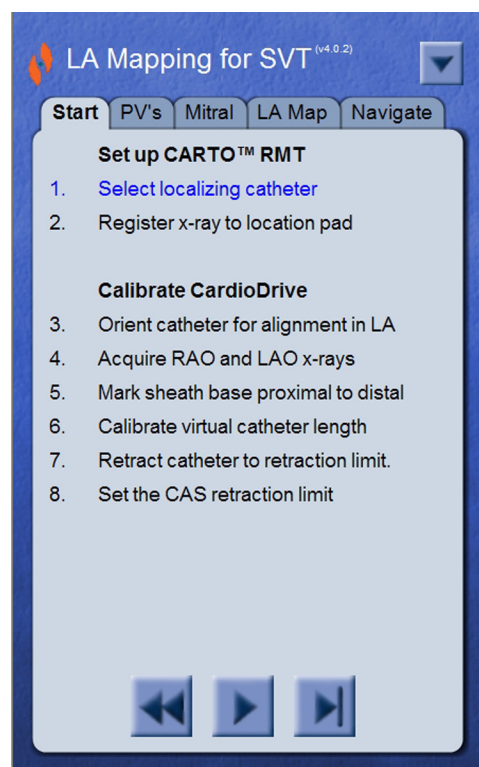 LA Mapping for SVT (v4.0.2)
Start PV's Mitral LA Map Navigate
Set up CARTO™ RMT
1. Select localizing catheter
2. Register x-ray to location pad
Calibrate CardioDrive
3. Orient catheter for alignment in LA
4. Acquire RAO and LAO x-rays
5. Mark sheath base proximal to distal
6. Calibrate virtual catheter length
7. Retract catheter to retraction limit.
8. Set the CAS retraction limit